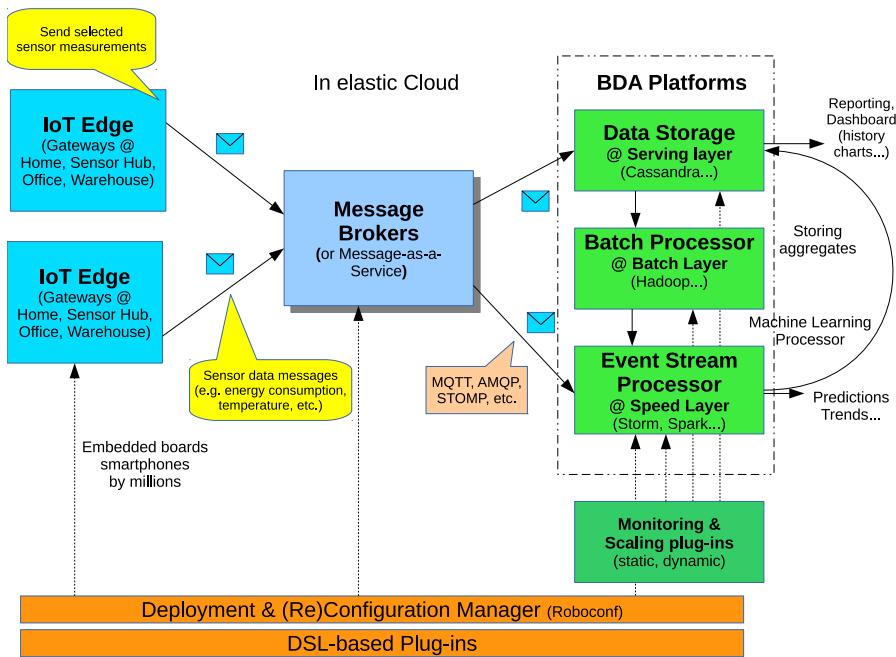 Send selected
sensor measurements
In elastic Cloud
BDA Platforms
IoT Edge
(Gateways @
Home, Sensor Hub,
Office, Warehouse)
Data Storage
@ Serving layer
(Cassandra...)
Reporting,
Dashboard
(history
charts...)
Message
Brokers
(or Message-as-a-
Service)
Storing
aggregates
Batch Processor
@ Batch Layer
(Hadoop...)
IoT Edge
(Gateways @
Home, Sensor Hub,
Office, Warehouse)
Machine Learning
Processor
Sensor data messages
(e.g. energy consumption,
temperature, etc.)
MQTT, AMQP,
STOMP, etc.
Event Stream
Processor
@ Speed Layer
(Storm, Spark...)
Predictions
Trends...
Embedded boards
smartphones
by millions
Monitoring &
Scaling plug-ins
(static, dynamic)
Deployment & (Re)Configuration Manager (Roboconf)
DSL-based Plug-ins